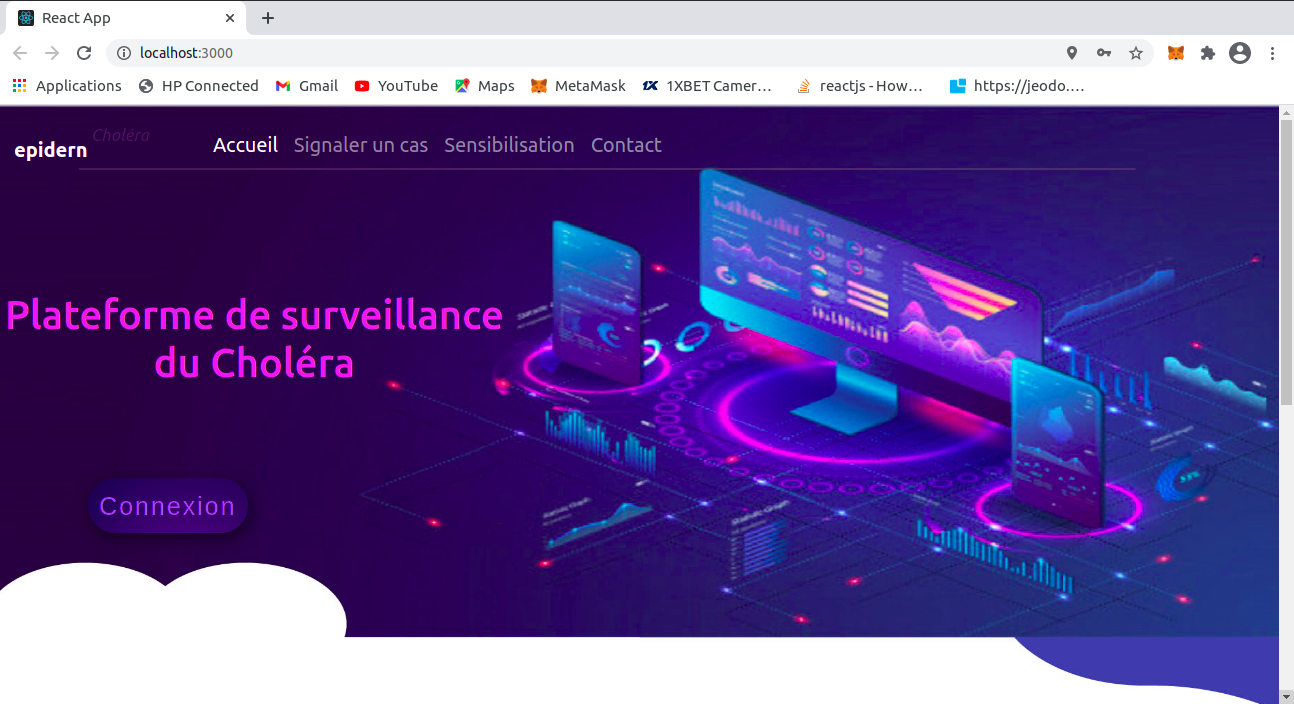 React App
localhost:3000
Applications HP Connected Gmail YouTube Maps MetaMask 1XBET Camer... reactjs - How... https://jeodo....
epidern Choléra Accueil Signaler un cas Sensibilisation Contact
Plateforme de surveillance
du Choléra
Connexion